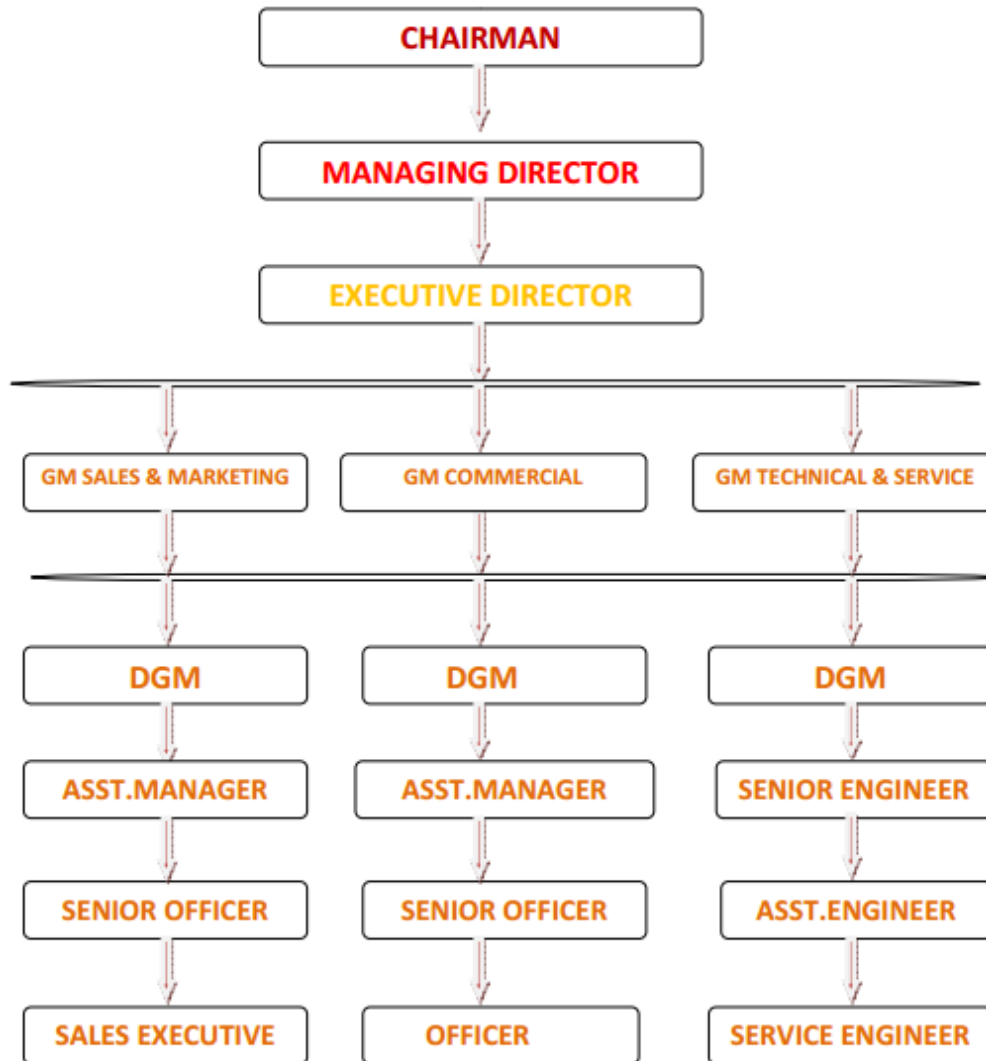 CHAIRMAN
MANAGING DIRECTOR
EXECUTIVE DIRECTOR
GM SALES & MARKETING
GM COMMERCIAL
GM TECHNICAL & SERVICE
DGM
DGM
DGM
ASST.MANAGER
ASST.MANAGER
SENIOR ENGINEER
SENIOR OFFICER
SENIOR OFFICER
ASST.ENGINEER
SALES EXECUTIVE
OFFICER
SERVICE ENGINEER